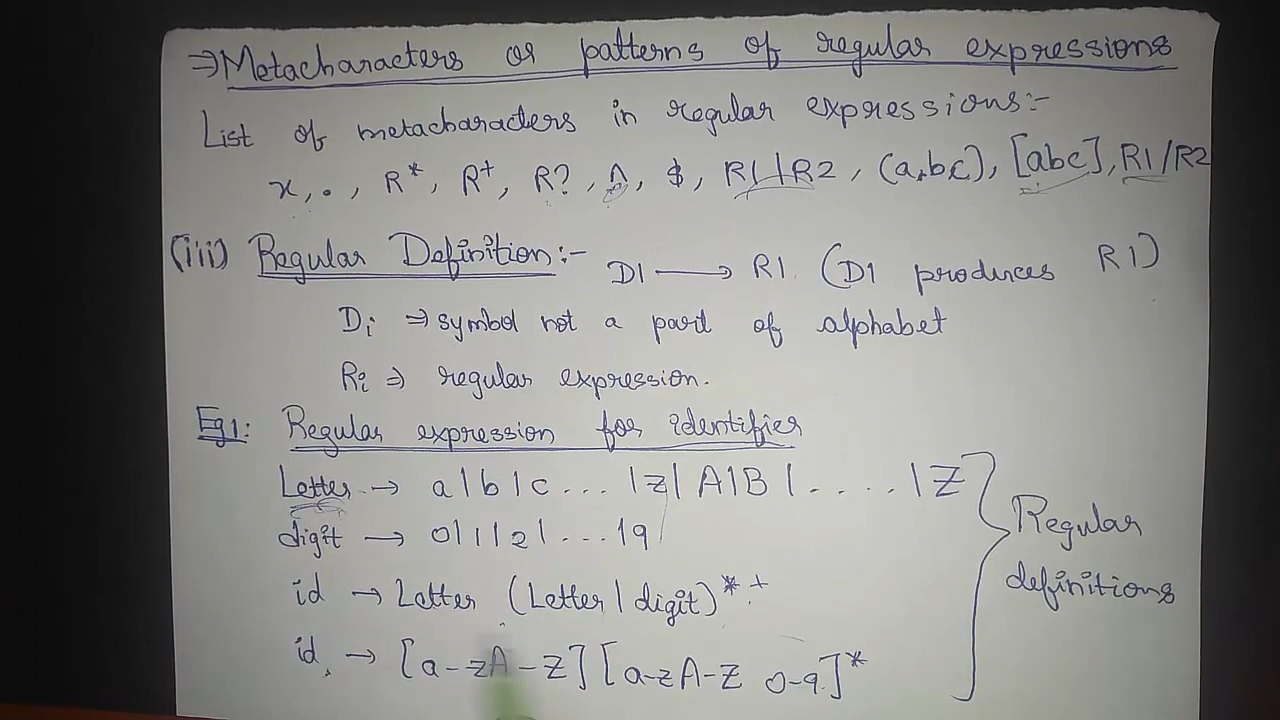 ⇒Metacharacters or patterns of regular expressions
List of metacharacters in regular expressions:-
x, ., R*, R+, R?, ^, $, R1|R2, (a,bc), [abc], R1/R2
(iii) Regular Definition:- D1 → R1. (D1 produces R1)
Di ⇒ symbol not a part of alphabet
Ri ⇒ regular expression.
Eg1: Regular expression for identifier
Letter → a|b|c...|z|A|B|.....|Z
digit → 0|1|2|...|9|
id → Letter (Letter|digit)*+
id → [a-zA-Z][a-zA-Z 0-9]*
Regular
definitions